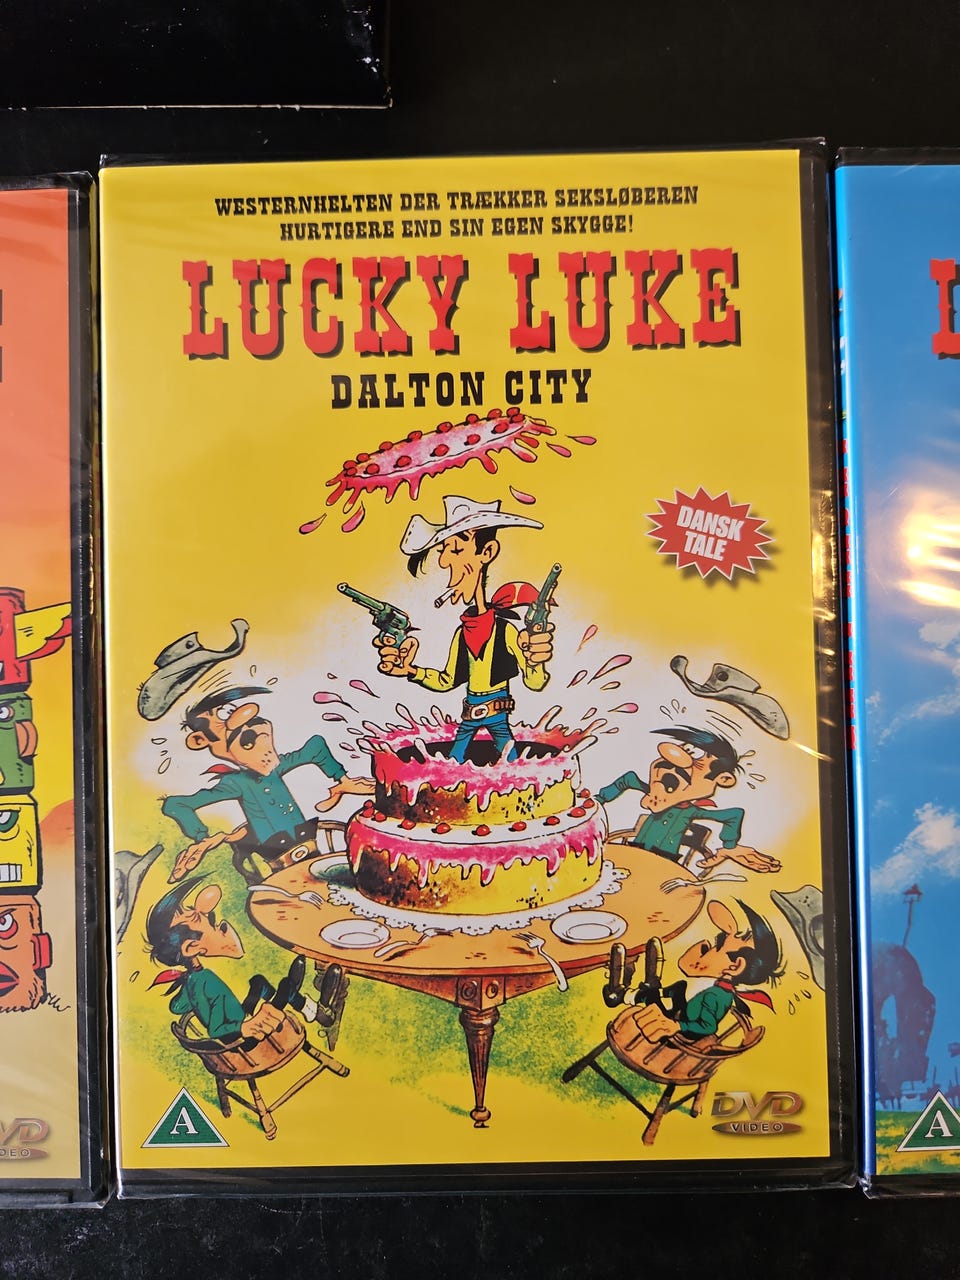 WESTERNHELTEN DER TRÆKKER SEKSLØBEREN
HURTIGERE END SIN EGEN SKYGGE!
LUCKY LUKE
DALTON CITY
DANSK
TALE
A
DVD
VIDEO
A